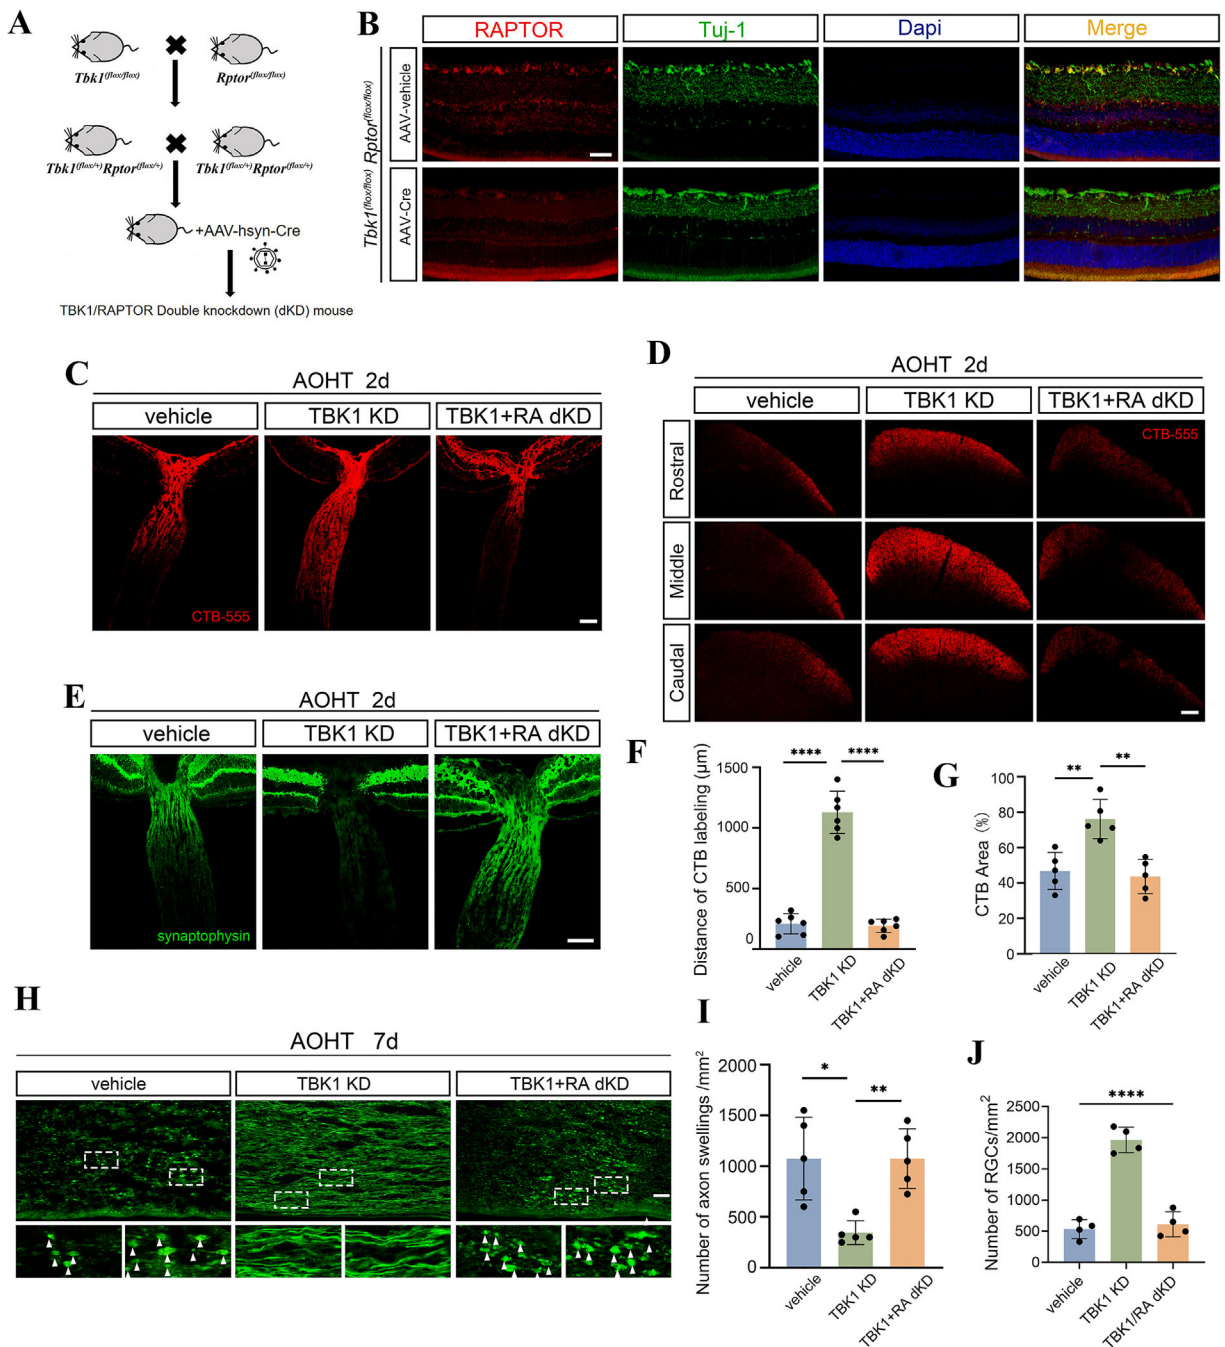 A
Tbk1(flox/flox)
Rptor(flox/flox)
Tbk1(flox/+)Rptor(flox/+)
Tbk1(flox/+)Rptor(flox/+)
+AAV-hsyn-Cre
TBK1/RAPTOR Double knockdown (dKD) mouse
B
RAPTOR
Tuj-1
Dapi
Merge
Tbk1(flox/flox) Rptor(flox/flox)
AAV-vehicle
AAV-Cre
C
AOHT 2d
vehicle
TBK1 KD
TBK1+RA dKD
CTB-555
D
AOHT 2d
vehicle
TBK1 KD
TBK1+RA dKD
CTB-555
Rostral
Middle
Caudal
E
AOHT 2d
vehicle
TBK1 KD
TBK1+RA dKD
synaptophysin
F
Distance of CTB labeling (μm)
1500
1000
500
0
****
****
vehicle
TBK1 KD
TBK1+RA dKD
G
CTB Area (%)
100
80
60
40
20
0
**
**
vehicle
TBK1 KD
TBK1+RA dKD
H
AOHT 7d
vehicle
TBK1 KD
TBK1+RA dKD
I
Number of axon swellings /mm2
2000
1500
1000
500
0
*
**
vehicle
TBK1 KD
TBK1+RA dKD
J
Number of RGCs/mm2
2500
2000
1500
1000
500
0
****
vehicle
TBK1 KD
TBK1/RA dKD